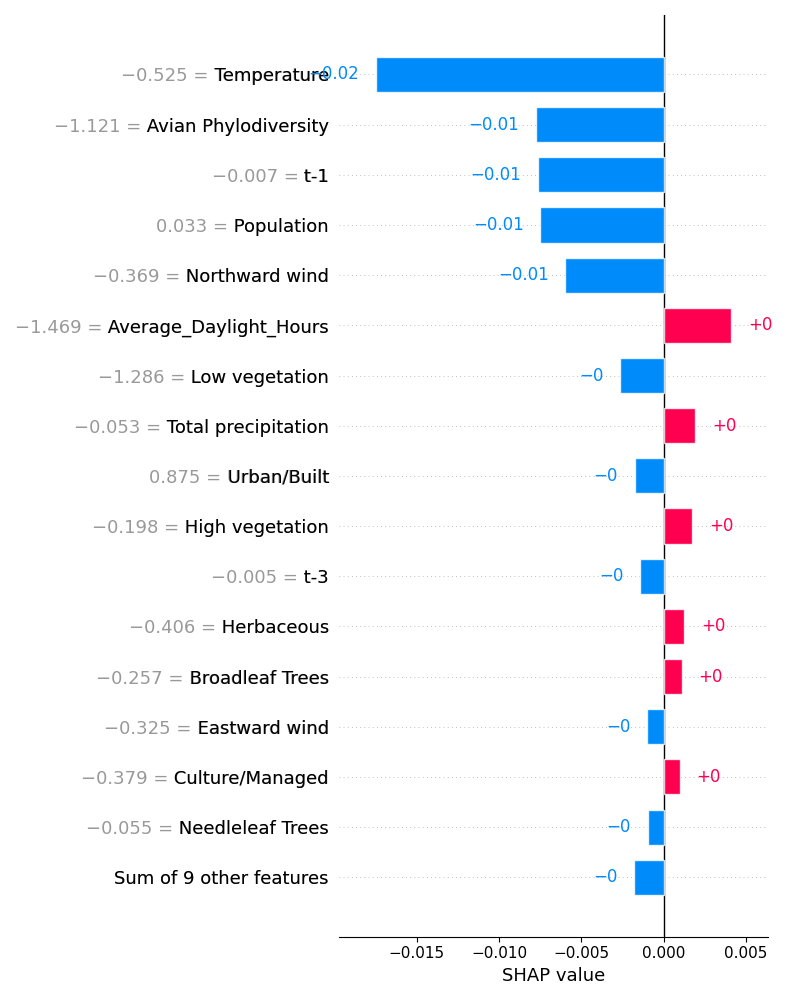 −0.525 = Temperature −0.02
−1.121 = Avian Phylodiversity −0.01
−0.007 = t-1 −0.01
0.033 = Population −0.01
−0.369 = Northward wind −0.01
−1.469 = Average_Daylight_Hours +0
−1.286 = Low vegetation −0
−0.053 = Total precipitation +0
0.875 = Urban/Built −0
−0.198 = High vegetation +0
−0.005 = t-3 −0
−0.406 = Herbaceous +0
−0.257 = Broadleaf Trees +0
−0.325 = Eastward wind −0
−0.379 = Culture/Managed +0
−0.055 = Needleleaf Trees −0
Sum of 9 other features −0
−0.015 −0.010 −0.005 0.000 0.005
SHAP value